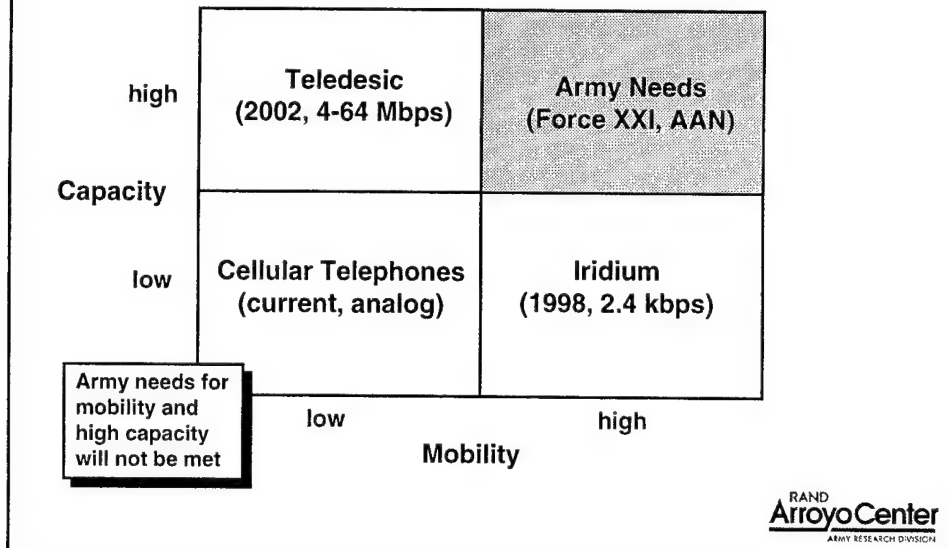 high
Teledesic
(2002, 4-64 Mbps)
Army Needs
(Force XXI, AAN)
Capacity
low
Cellular Telephones
(current, analog)
Iridium
(1998, 2.4 kbps)
Army needs for
mobility and
high capacity
will not be met
low
high
Mobility
RAND
Arroyo Center
ARMY RESEARCH DIVISION